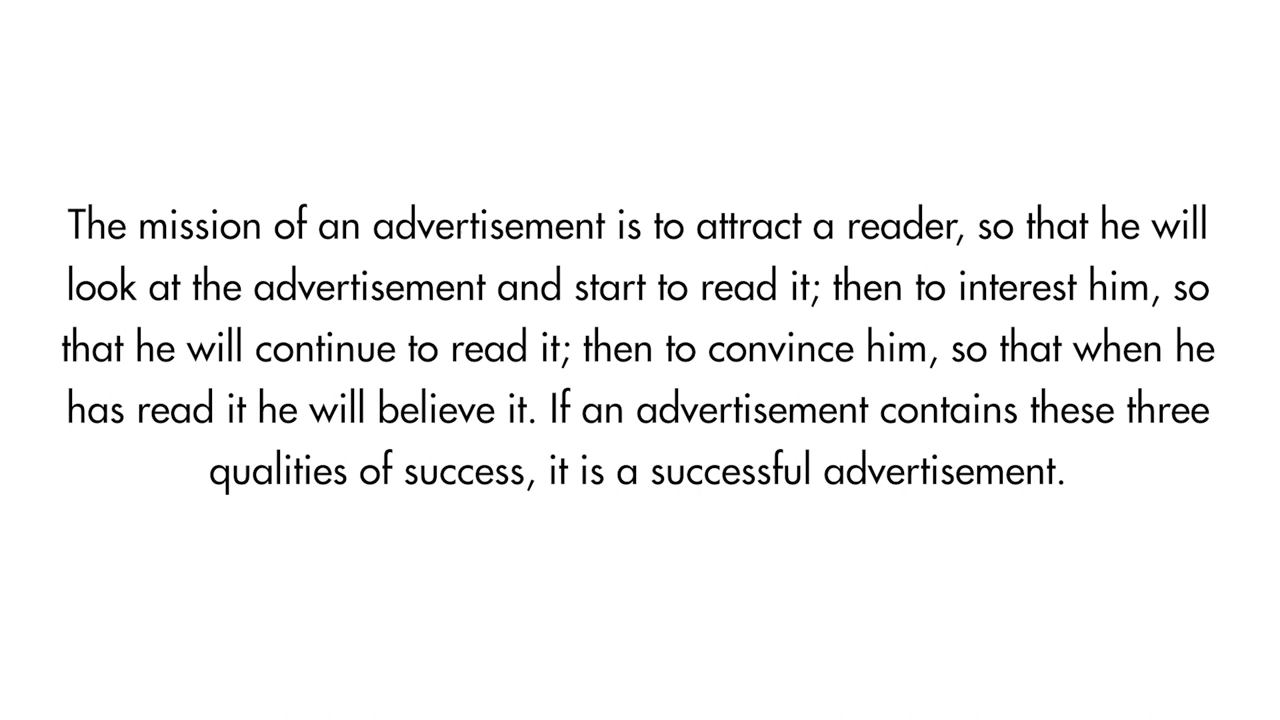 The mission of an advertisement is to attract a reader, so that he will
look at the advertisement and start to read it; then to interest him, so
that he will continue to read it; then to convince him, so that when he
has read it he will believe it. If an advertisement contains these three
qualities of success, it is a successful advertisement.